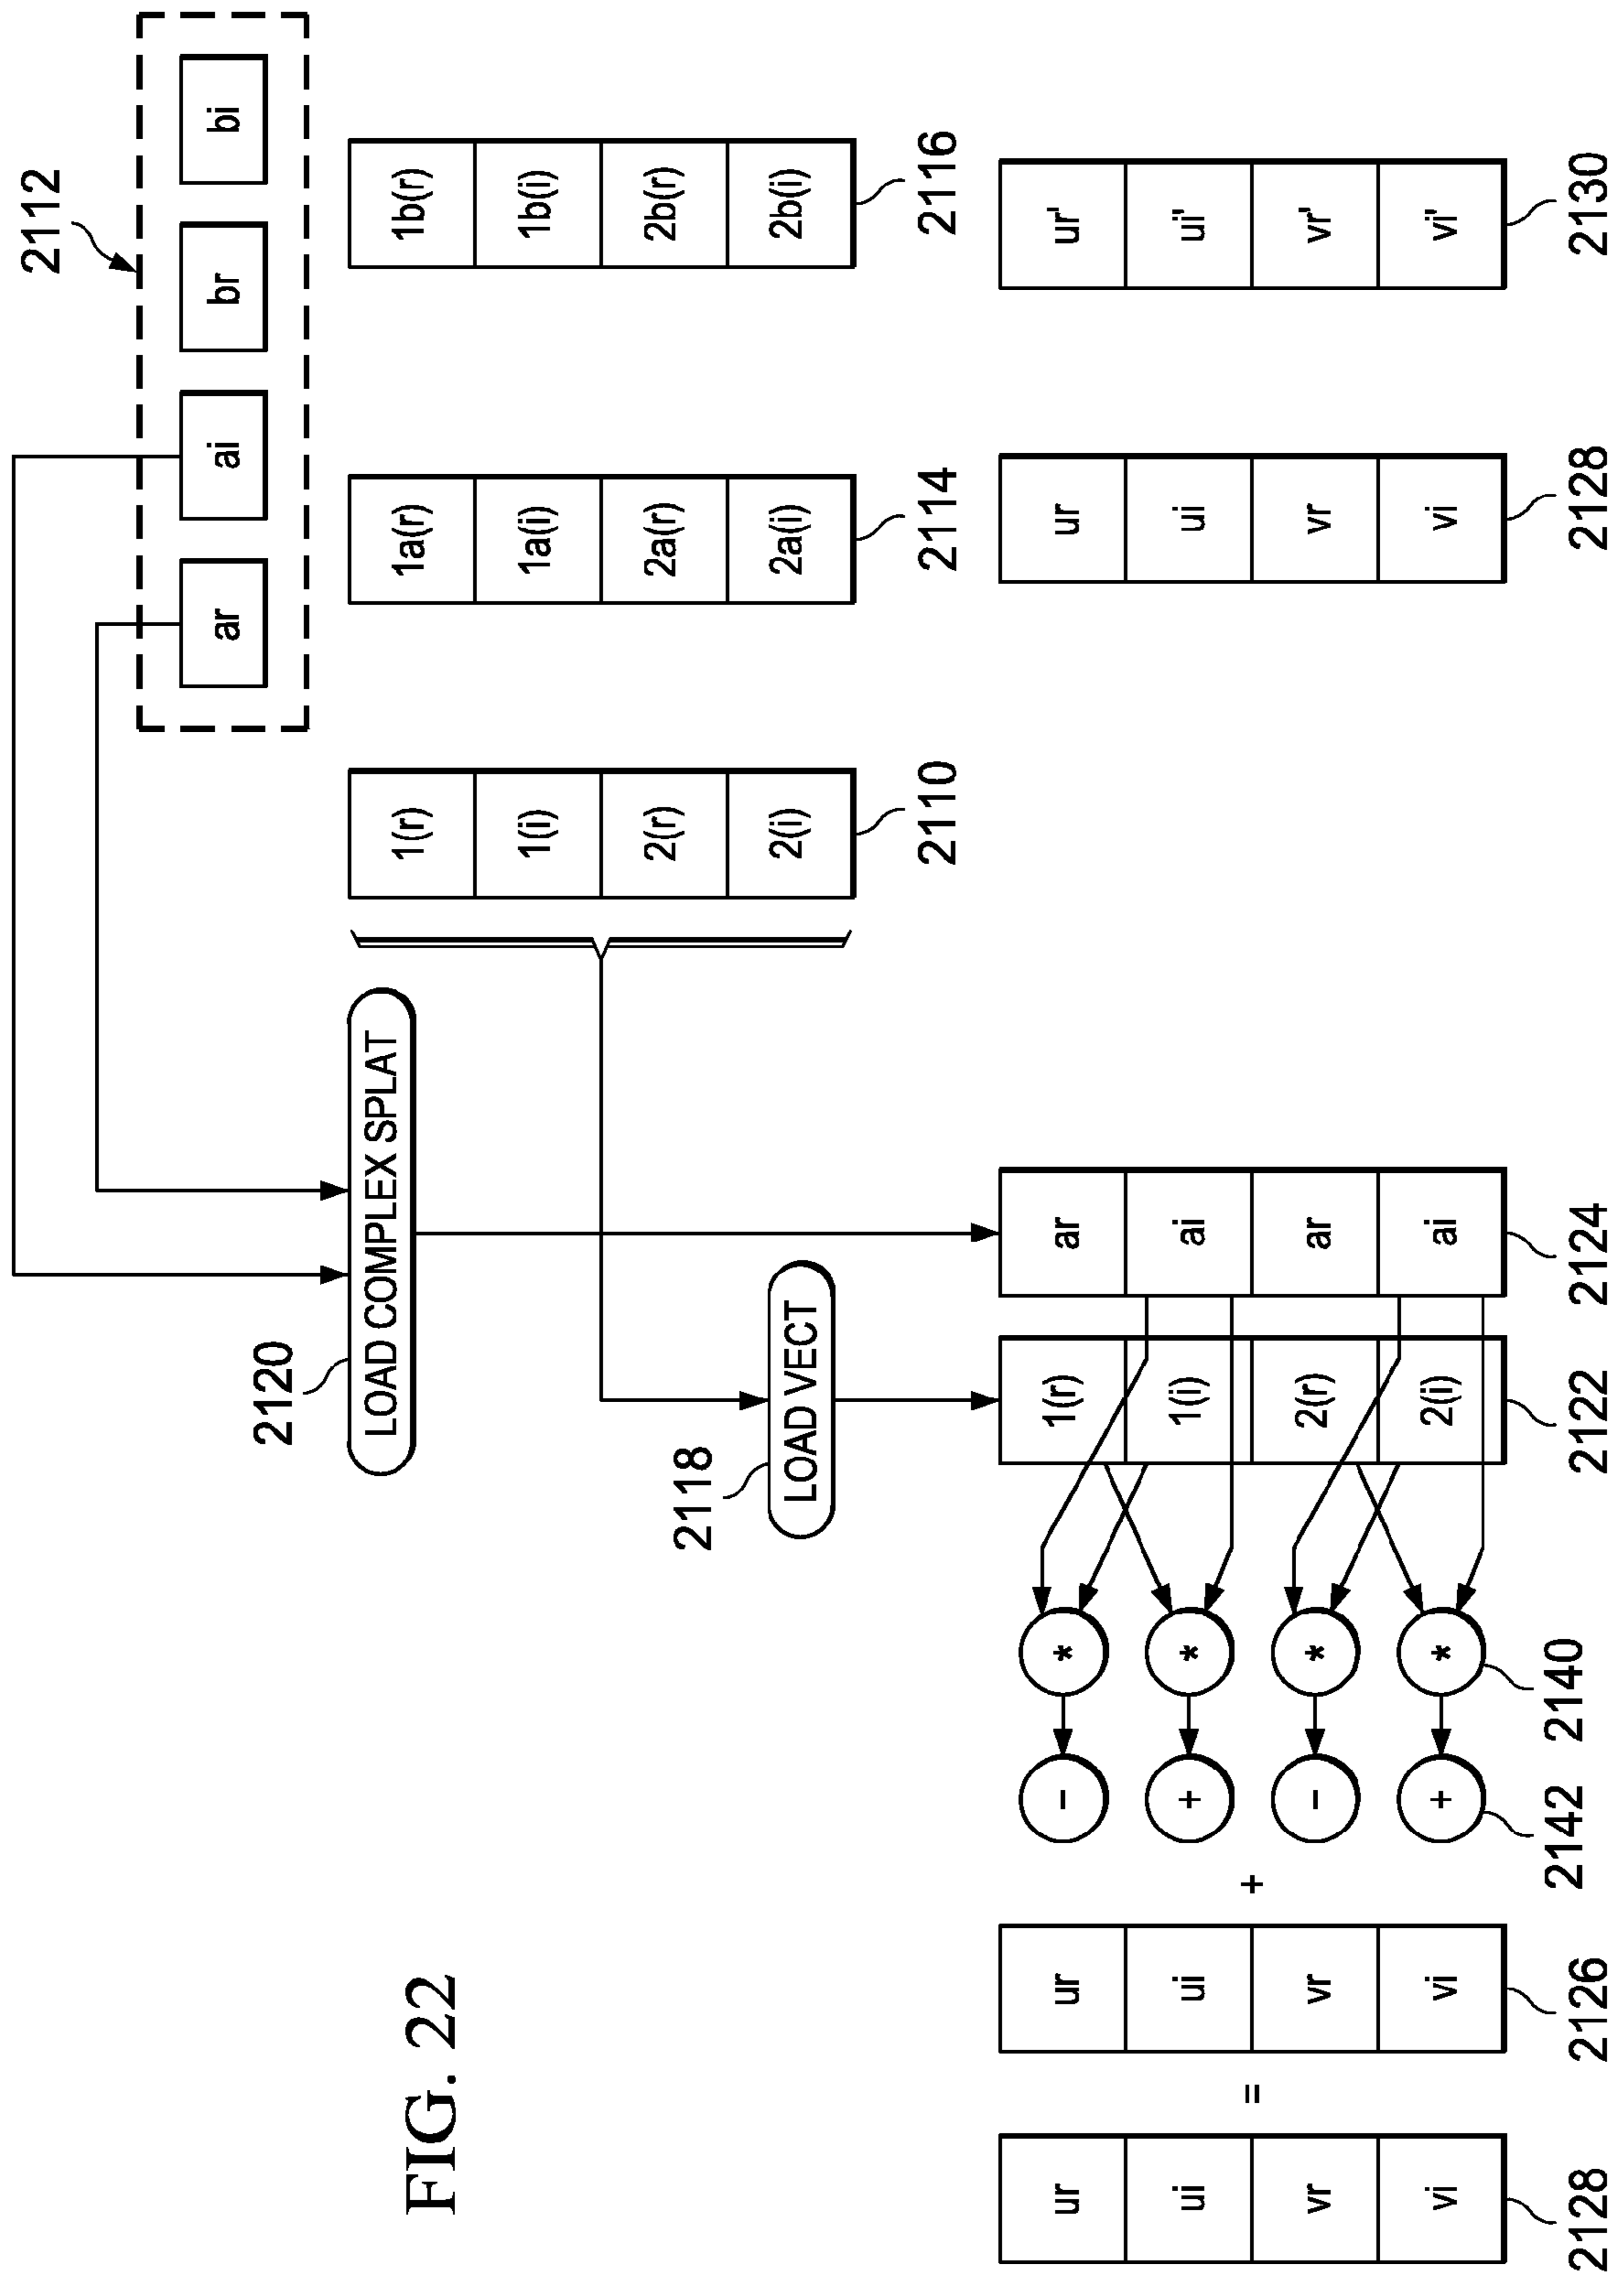 FIG. 22
2112
ar
ai
br
bi
2120
LOAD COMPLEX SPLAT
1(r)
1(i)
2(r)
2(i)
2110
1a(r)
1a(i)
2a(r)
2a(i)
2114
1b(r)
1b(i)
2b(r)
2b(i)
2116
2118
LOAD VECT
ur
ui
vr
vi
2128
=
ur
ui
vr
vi
2126
+
-
+
-
+
2142
*
*
*
*
2140
1(r)
1(i)
2(r)
2(i)
2122
ar
ai
ar
ai
2124
ur
ui
vr
vi
2128
ur'
ui'
vr'
vi'
2130